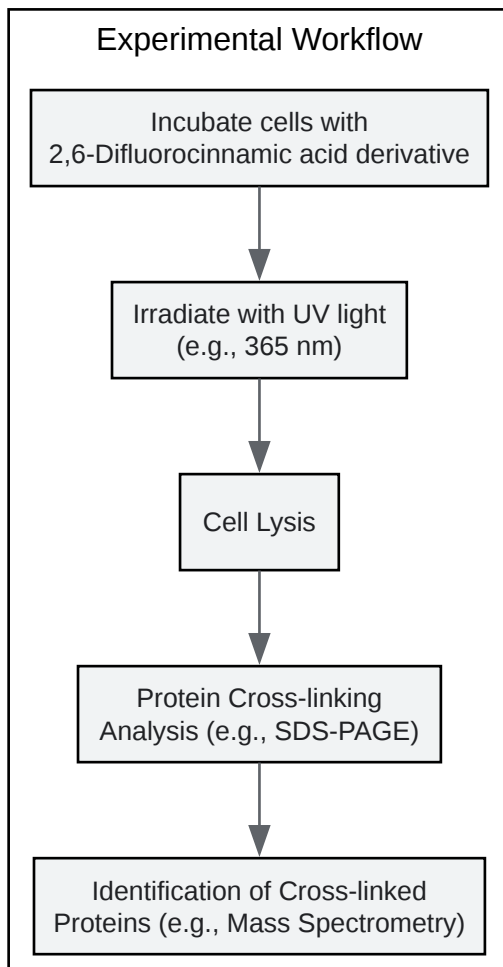 Experimental Workflow
Incubate cells with
2,6-Difluorocinnamic acid derivative
Irradiate with UV light
(e.g., 365 nm)
Cell Lysis
Protein Cross-linking
Analysis (e.g., SDS-PAGE)
Identification of Cross-linked
Proteins (e.g., Mass Spectrometry)